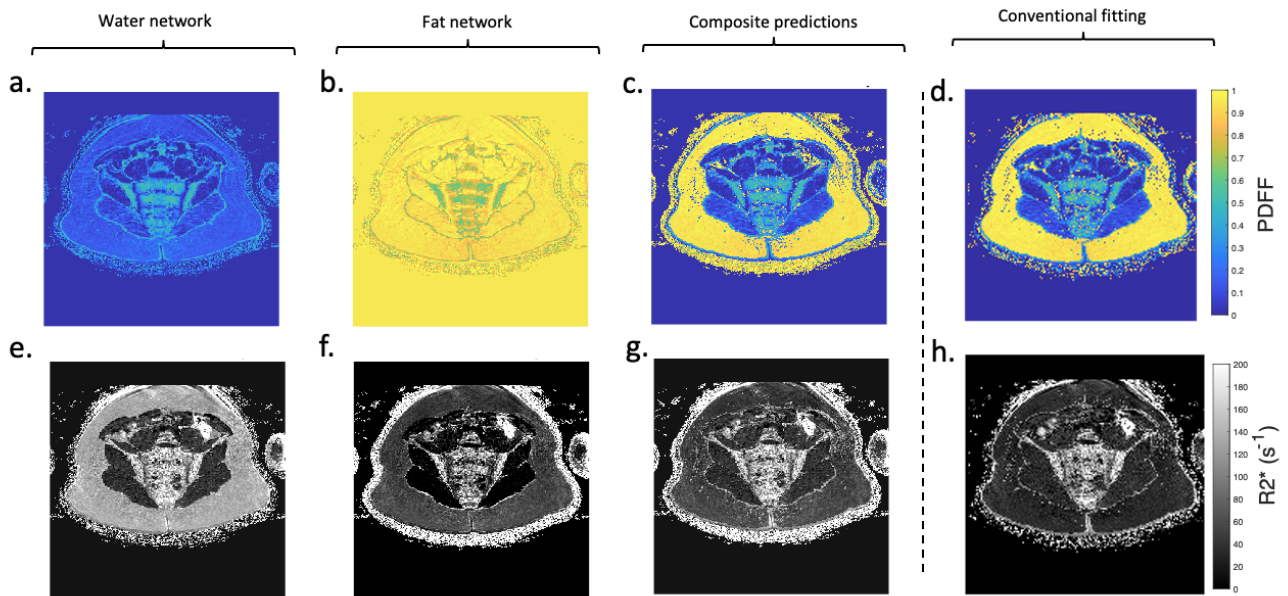 Water network
Fat network
Composite predictions
Conventional fitting
a.
b.
c.
d.
1
0.9
0.8
0.7
0.6
0.5
0.4
0.3
0.2
0.1
0
PDFF
e.
f.
g.
h.
200
180
160
140
120
100
80
60
40
20
0
R2* (s⁻¹)